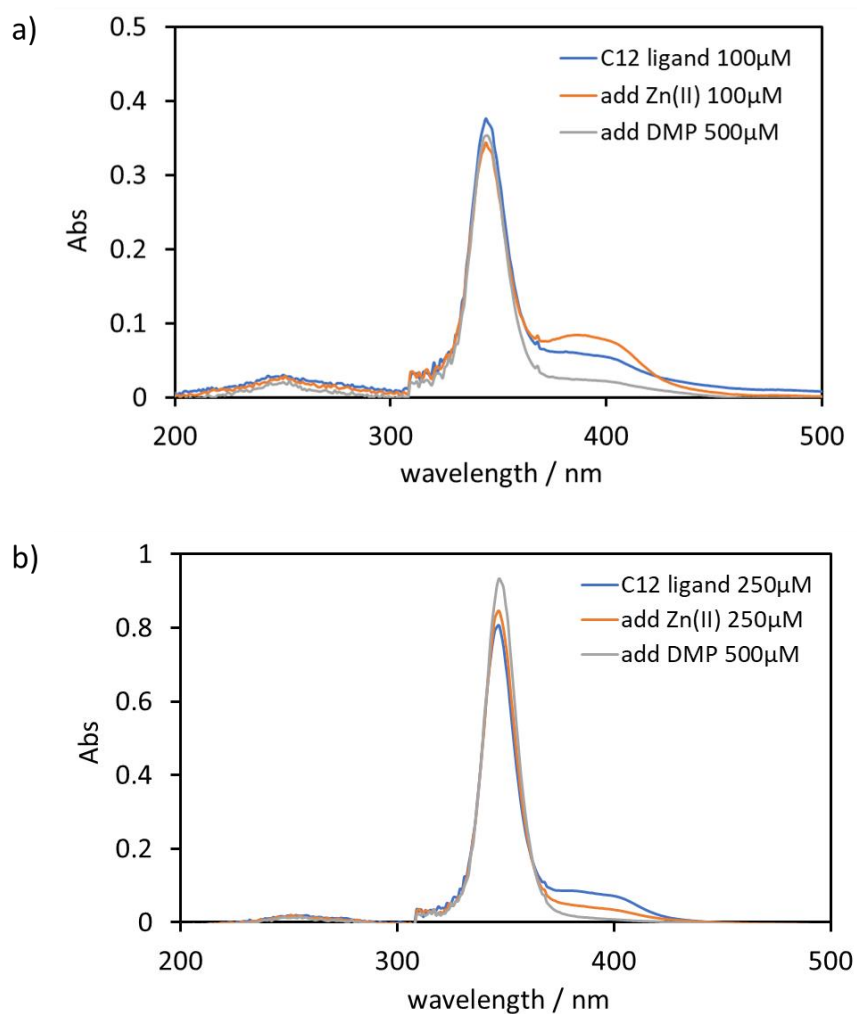 a)
0.5
0.4
0.3
0.2
0.1
0
Abs
C12 ligand 100μM
add Zn(II) 100μM
add DMP 500μM
200 300 400 500
wavelength / nm
b)
1
0.8
0.6
0.4
0.2
0
Abs
C12 ligand 250μM
add Zn(II) 250μM
add DMP 500μM
200 300 400 500
wavelength / nm